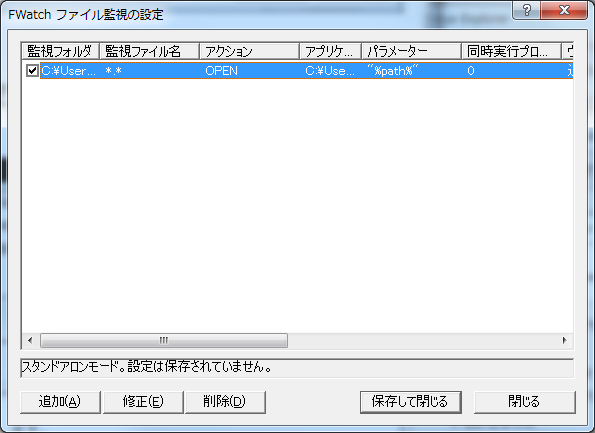 FWatch ファイル監視の設定
監視フォルダ 監視ファイル名 アクション アプリケ... パラメーター 同時実行プロ...
C:¥User... *.* OPEN C:¥Use... "%path%" 0
スタンドアロンモード。設定は保存されていません。
追加(A) 修正(E) 削除(D) 保存して閉じる 閉じる